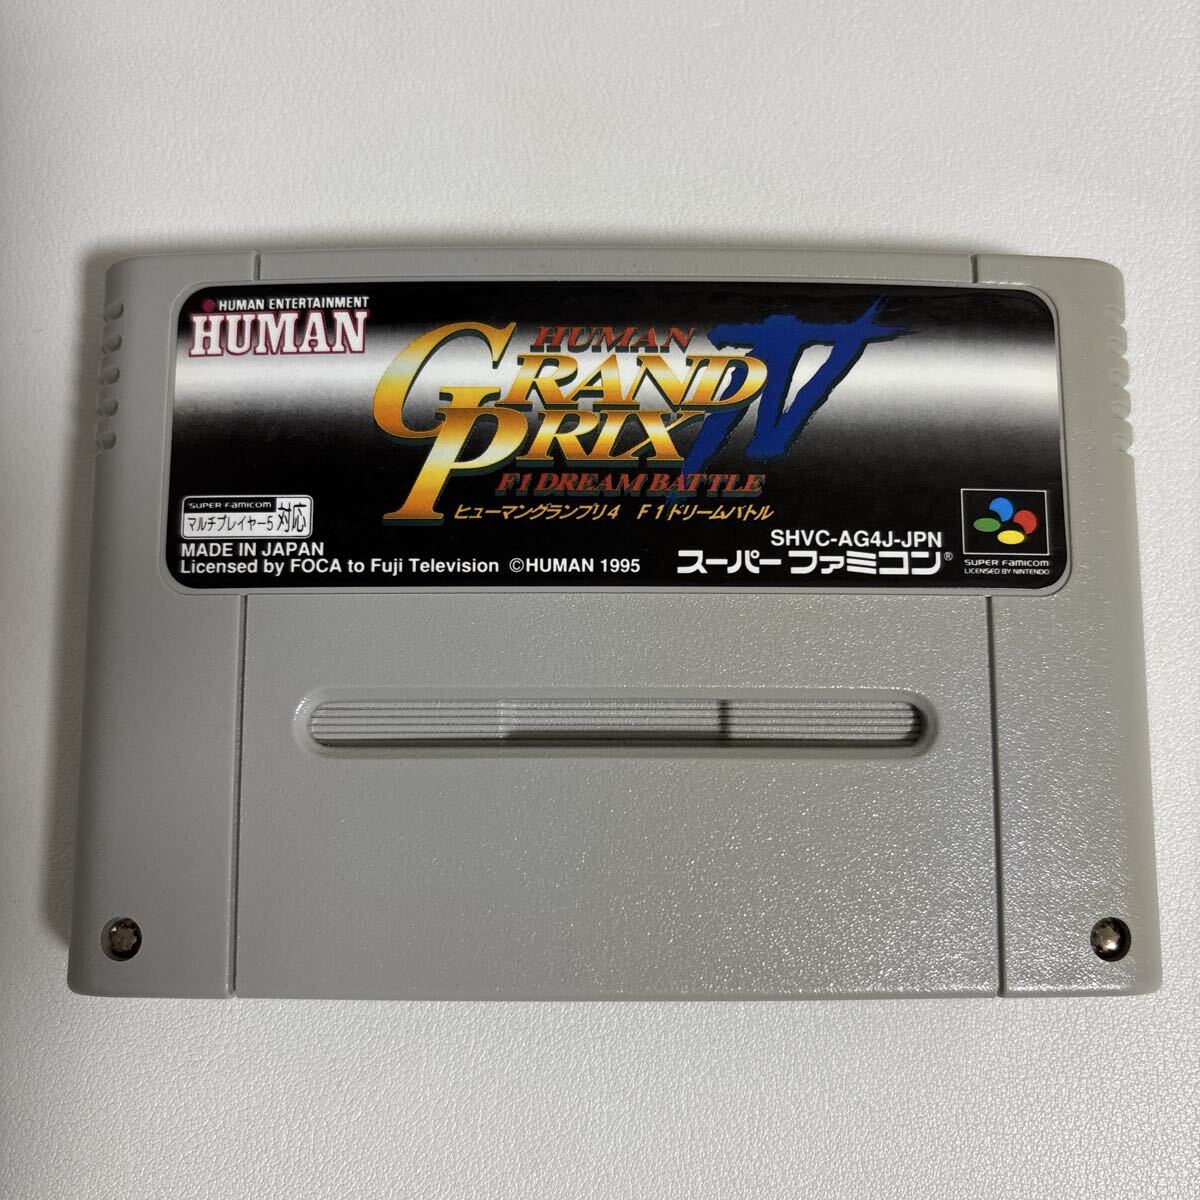 HUMAN ENTERTAINMENT
HUMAN
HUMAN
GRAND PRIX IV
F1 DREAM BATTLE
ヒューマングランプリ4 F1ドリームバトル
SUPER FAMICOM
マルチプレイヤー5 対応
MADE IN JAPAN
Licensed by FOCA to Fuji Television ©HUMAN 1995
SHVC-AG4J-JPN
スーパーファミコン®
SUPER FAMICOM
LICENSED BY NINTENDO